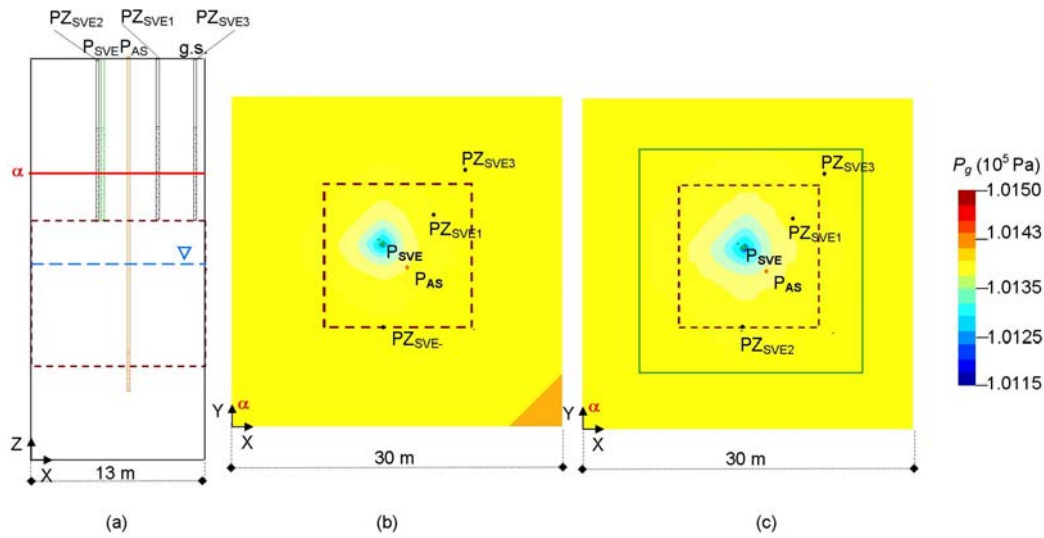 PZSVE2
PZSVE1
PZSVE3
PSVE PAS
g.s.
α
Z
X
13 m
(a)
PZSVE3
PZSVE1
PSVE
PAS
PZSVE-
α
Y
X
30 m
(b)
PZSVE3
PZSVE1
PSVE
PAS
PZSVE2
α
Y
X
30 m
(c)
Pg (10⁵ Pa)
1.0150
1.0143
1.0135
1.0125
1.0115